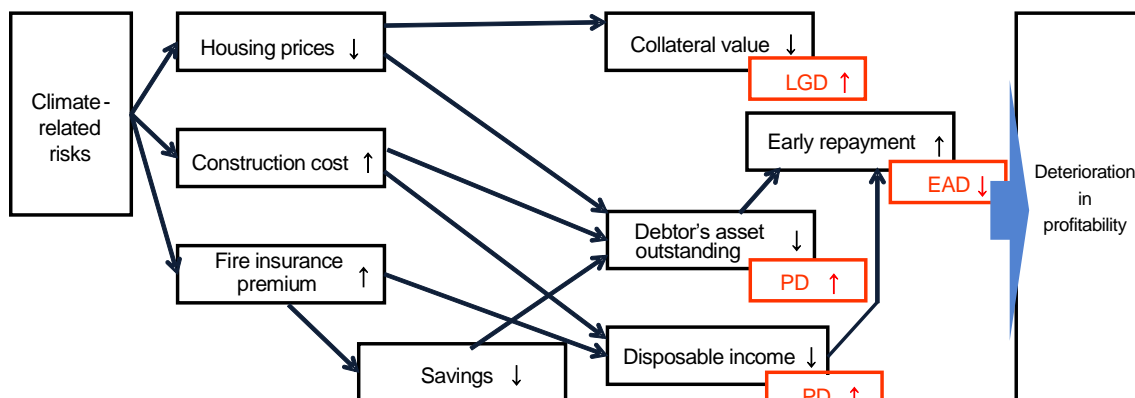 Climate-
related
risks
Housing prices ↓
Construction cost ↑
Fire insurance
premium ↑
Savings ↓
Collateral value ↓
LGD ↑
Early repayment ↑
EAD ↓
Debtor's asset
outstanding ↓
PD ↑
Disposable income ↓
PD ↑
Deterioration
in
profitability